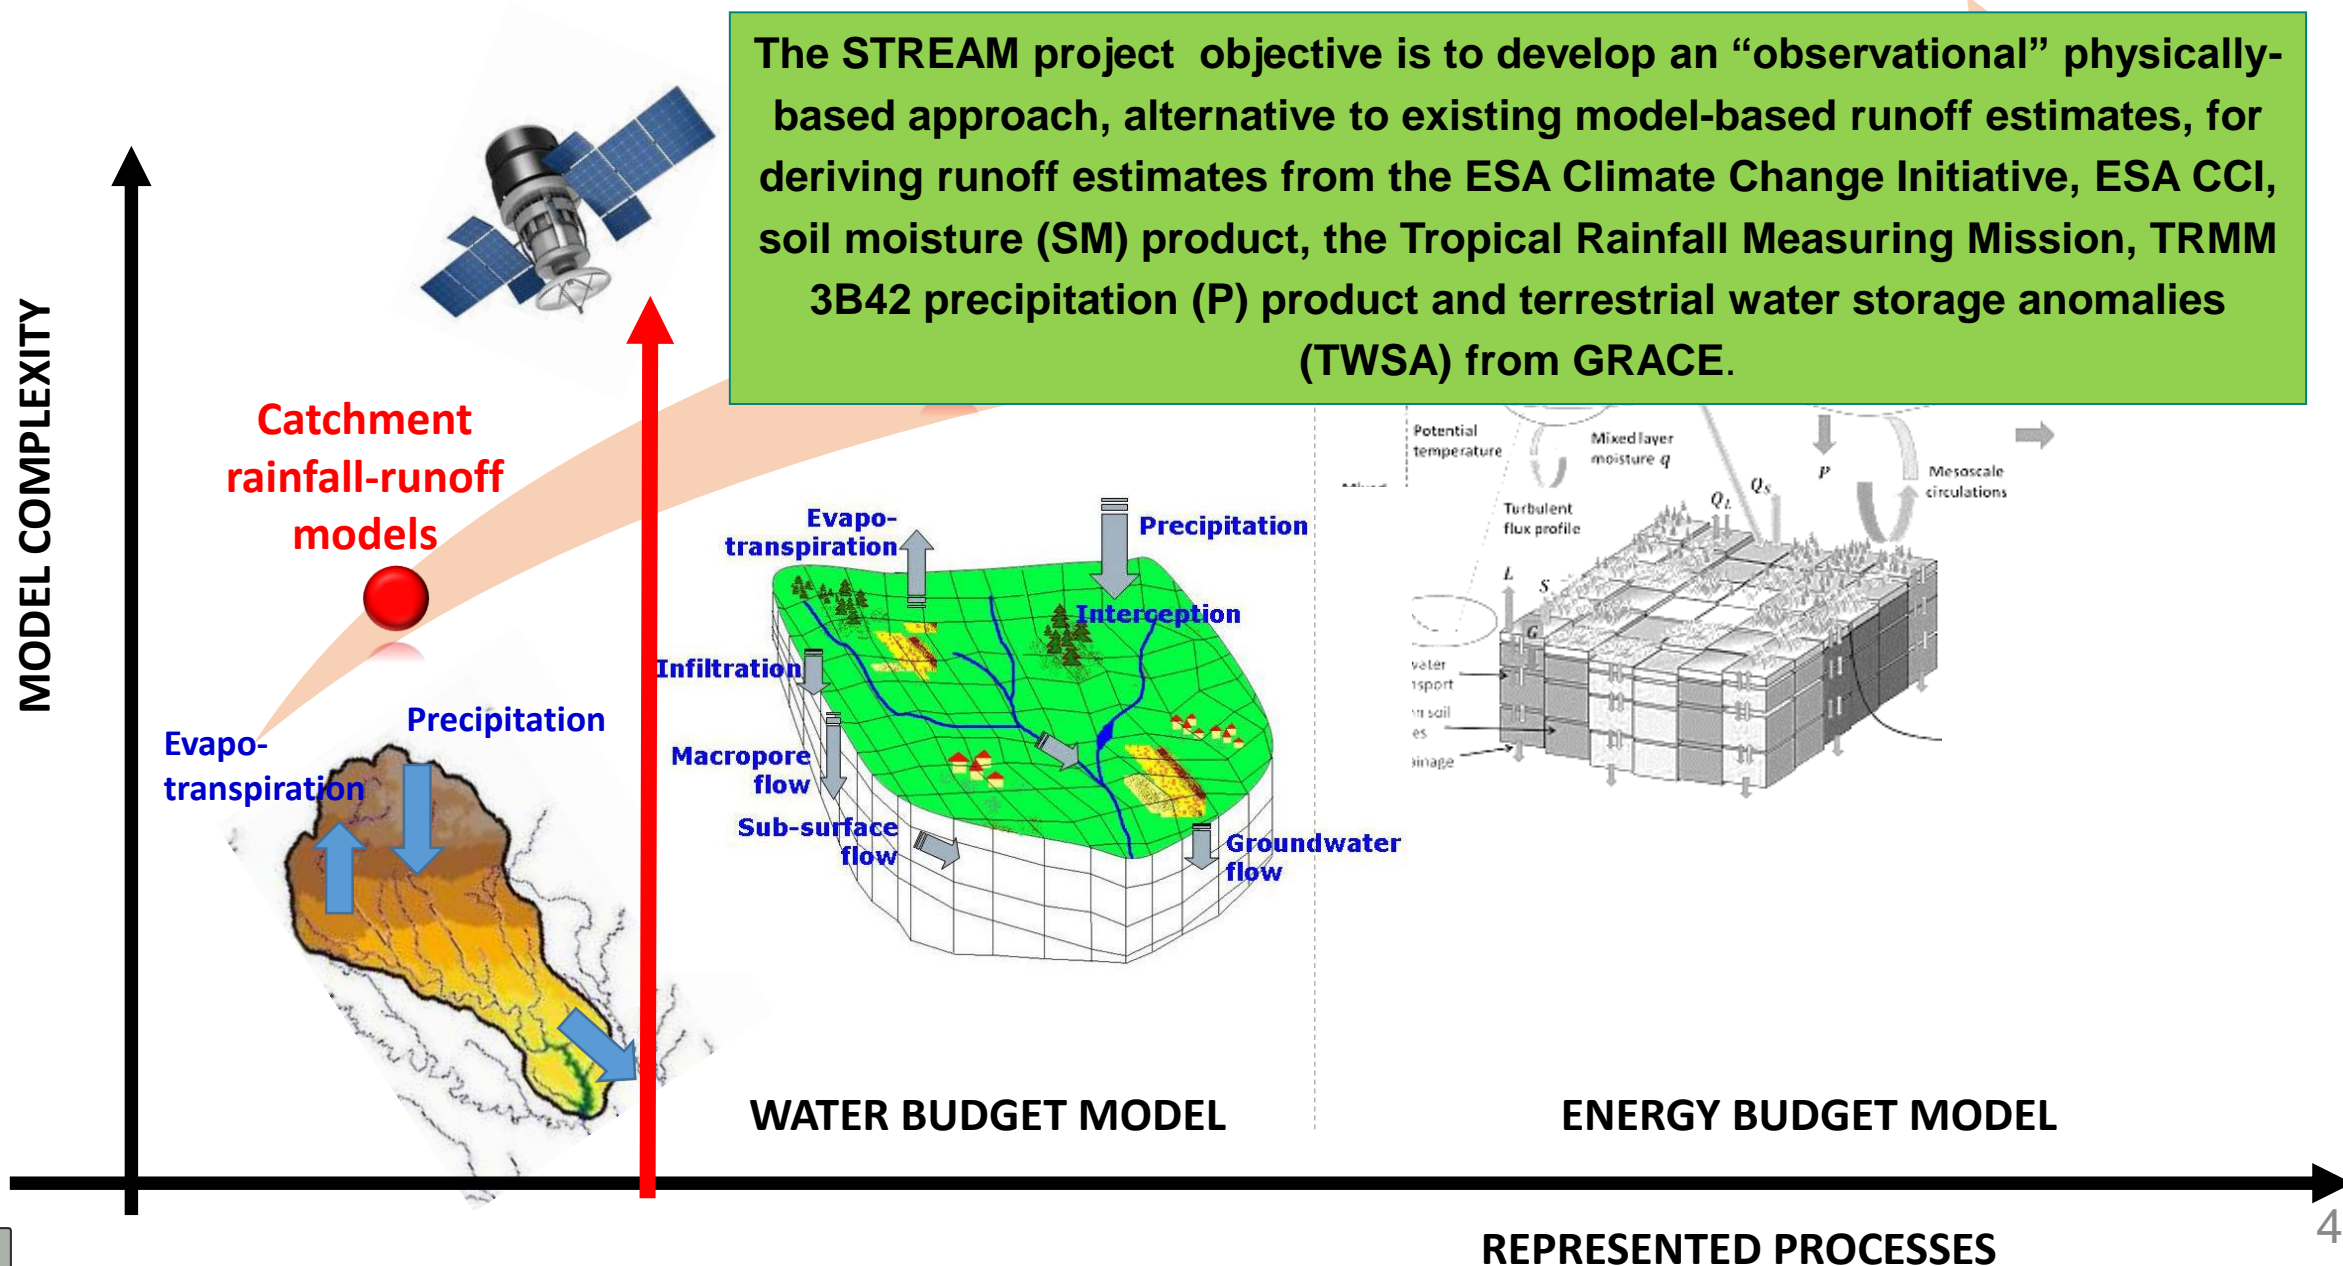 The STREAM project  objective is to develop an “observational” physically-
based approach, alternative to existing model-based runoff estimates, for
deriving runoff estimates from the ESA Climate Change Initiative, ESA CCI,
soil moisture (SM) product, the Tropical Rainfall Measuring Mission, TRMM
3B42 precipitation (P) product and terrestrial water storage anomalies
(TWSA) from GRACE.
MODEL COMPLEXITY
Catchment
rainfall-runoff
models
Evapo-
transpiration
Precipitation
Evapo-
transpiration
Precipitation
Interception
Infiltration
Macropore
flow
Sub-surface
flow
Groundwater
flow
Potential
temperature
Mixed layer
moisture q
P
Mesoscale
circulations
Turbulent
flux profile
QL
QS
L
S
G
water
soil
WATER BUDGET MODEL
ENERGY BUDGET MODEL
REPRESENTED PROCESSES
4